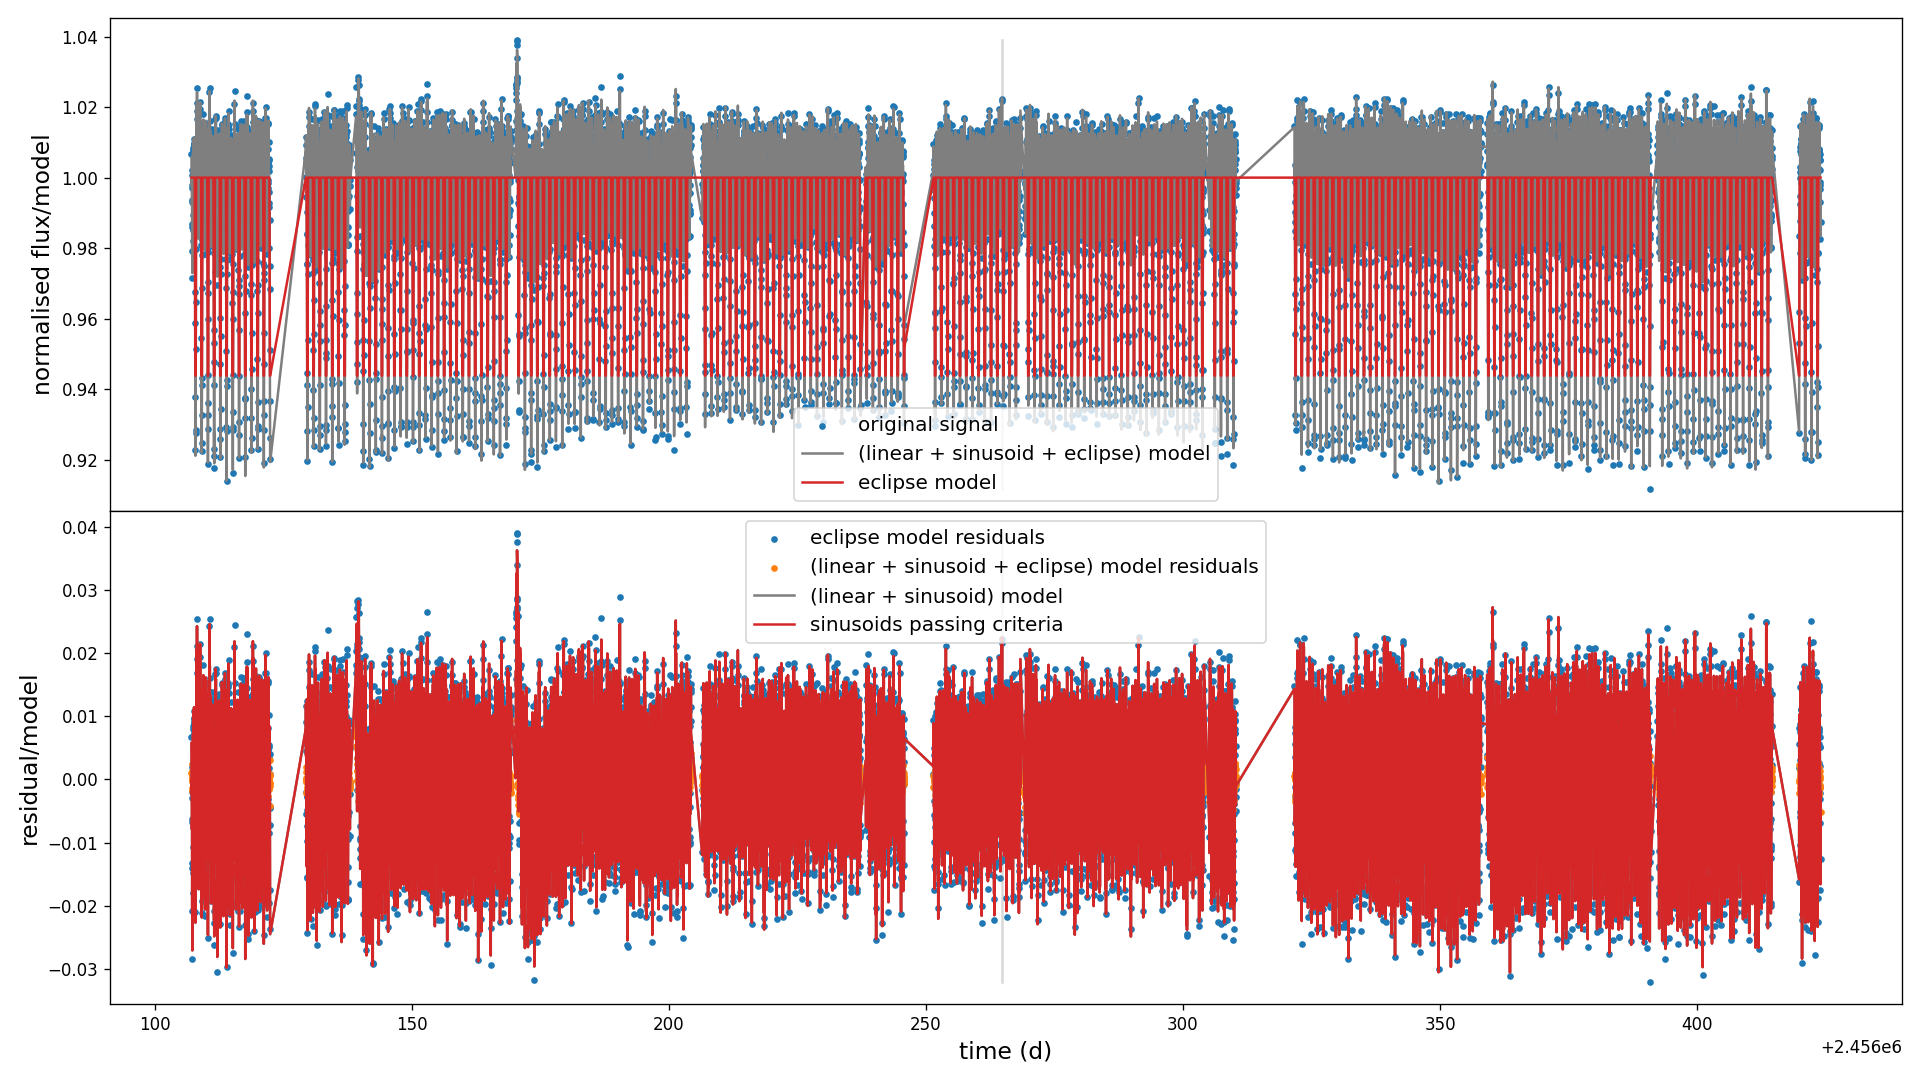 1.04
1.02
1.00
0.98
0.96
0.94
0.92
normalised flux/model
original signal
(linear + sinusoid + eclipse) model
eclipse model
0.04
0.03
0.02
0.01
0.00
−0.01
−0.02
−0.03
residual/model
eclipse model residuals
(linear + sinusoid + eclipse) model residuals
(linear + sinusoid) model
sinusoids passing criteria
100 150 200 250 300 350 400
time (d)
+2.456e6